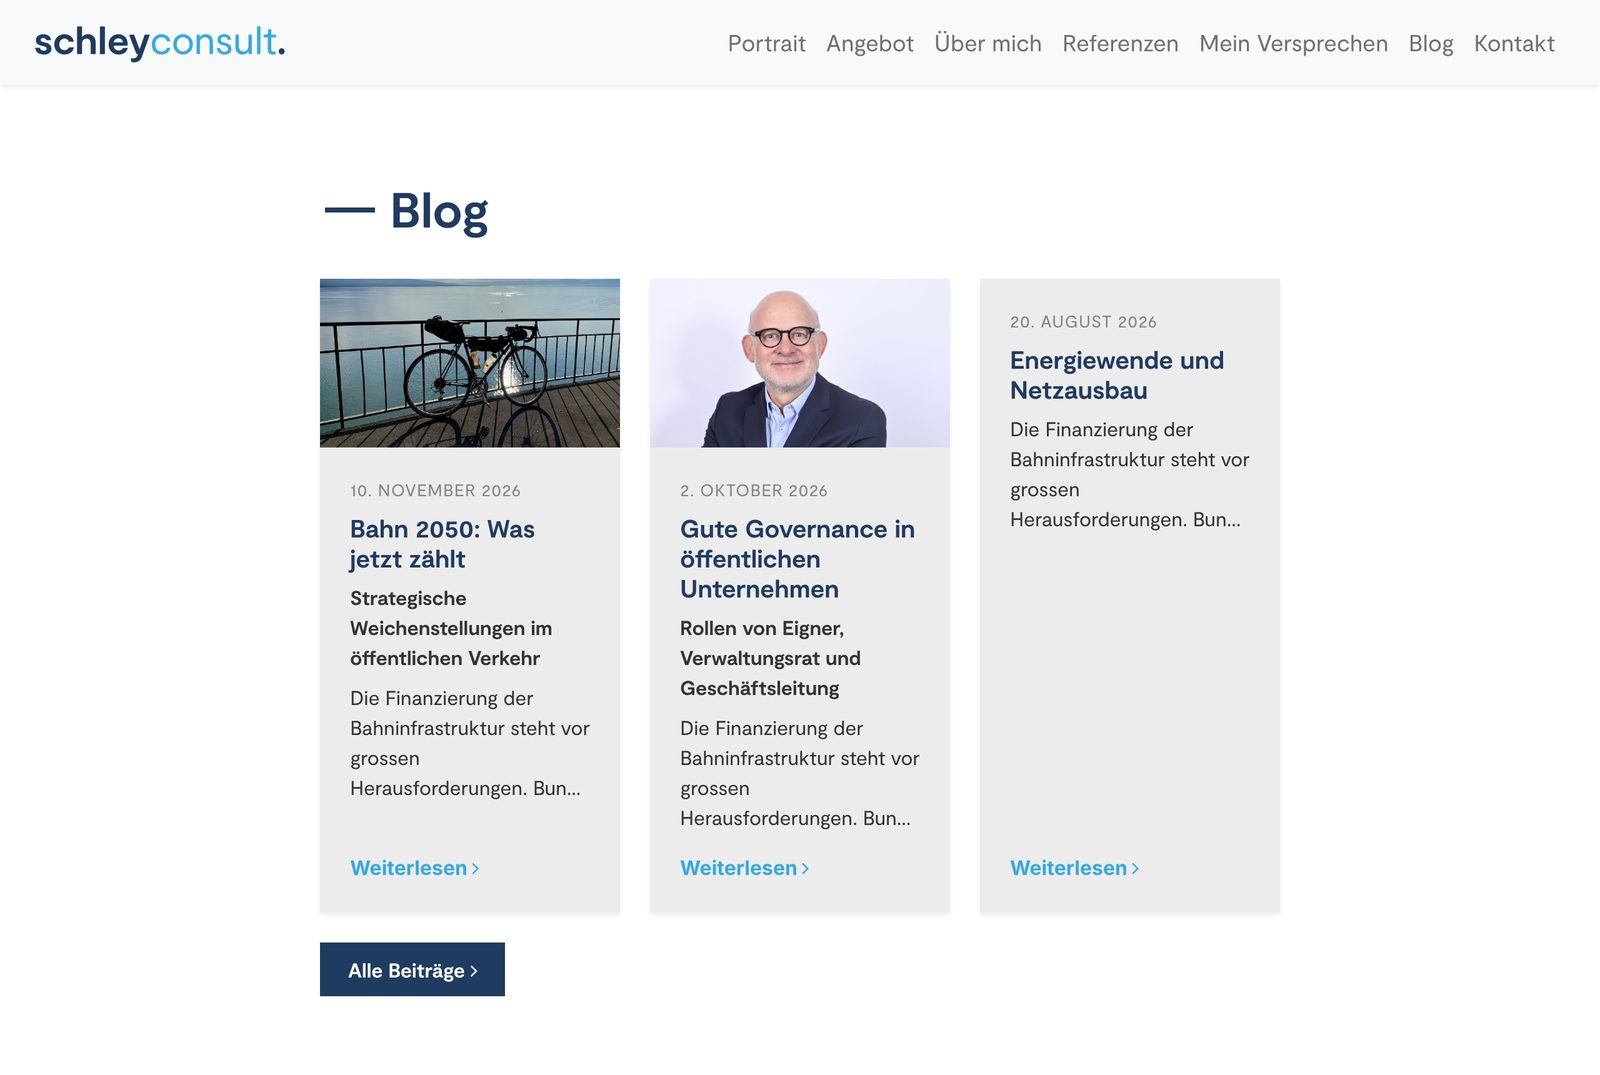 schleyconsult.
Portrait Angebot Über mich Referenzen Mein Versprechen Blog Kontakt
— Blog
10. NOVEMBER 2026
Bahn 2050: Was
jetzt zählt
Strategische
Weichenstellungen im
öffentlichen Verkehr
Die Finanzierung der
Bahninfrastruktur steht vor
grossen
Herausforderungen. Bun...
Weiterlesen ›
2. OKTOBER 2026
Gute Governance in
öffentlichen
Unternehmen
Rollen von Eigner,
Verwaltungsrat und
Geschäftsleitung
Die Finanzierung der
Bahninfrastruktur steht vor
grossen
Herausforderungen. Bun...
Weiterlesen ›
20. AUGUST 2026
Energiewende und
Netzausbau
Die Finanzierung der
Bahninfrastruktur steht vor
grossen
Herausforderungen. Bun...
Weiterlesen ›
Alle Beiträge ›